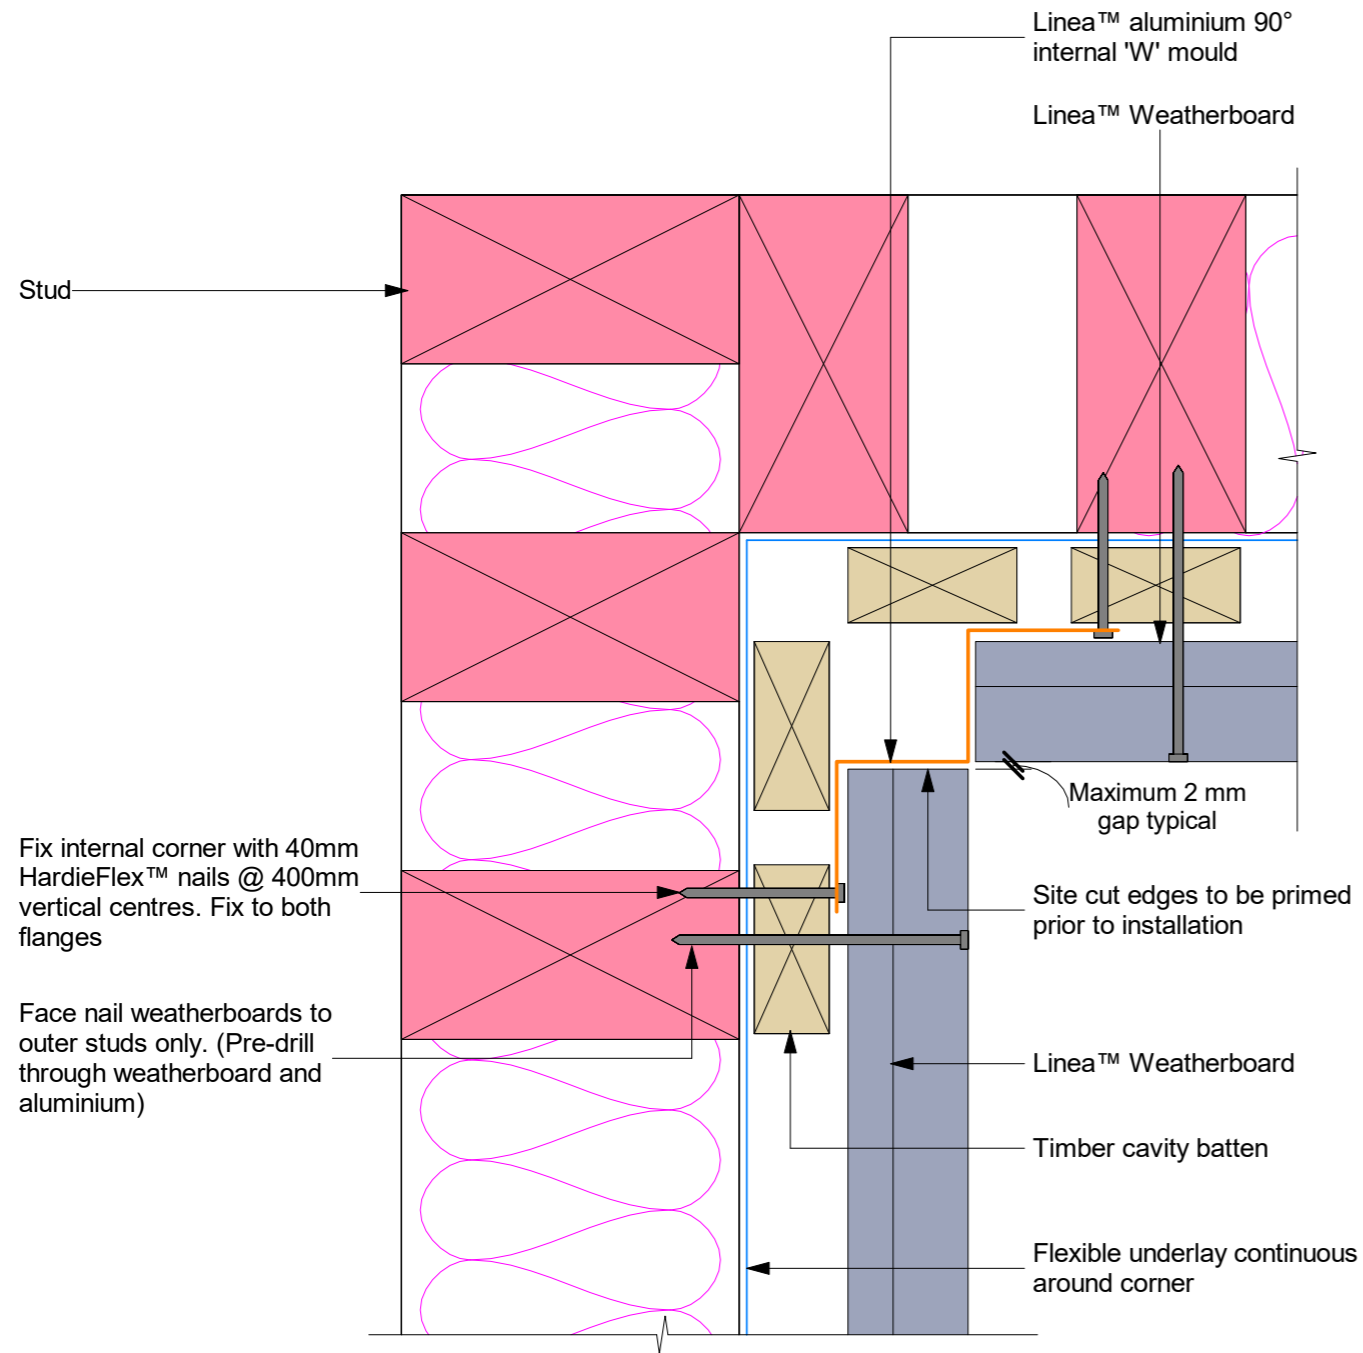 Linea™ aluminium 90°
internal 'W' mould
Linea™ Weatherboard
Stud
Maximum 2 mm
gap typical
Fix internal corner with 40mm
HardieFlex™ nails @ 400mm
vertical centres. Fix to both
flanges
Site cut edges to be primed
prior to installation
Face nail weatherboards to
outer studs only. (Pre-drill
through weatherboard and
aluminium)
Linea™ Weatherboard
Timber cavity batten
Flexible underlay continuous
around corner